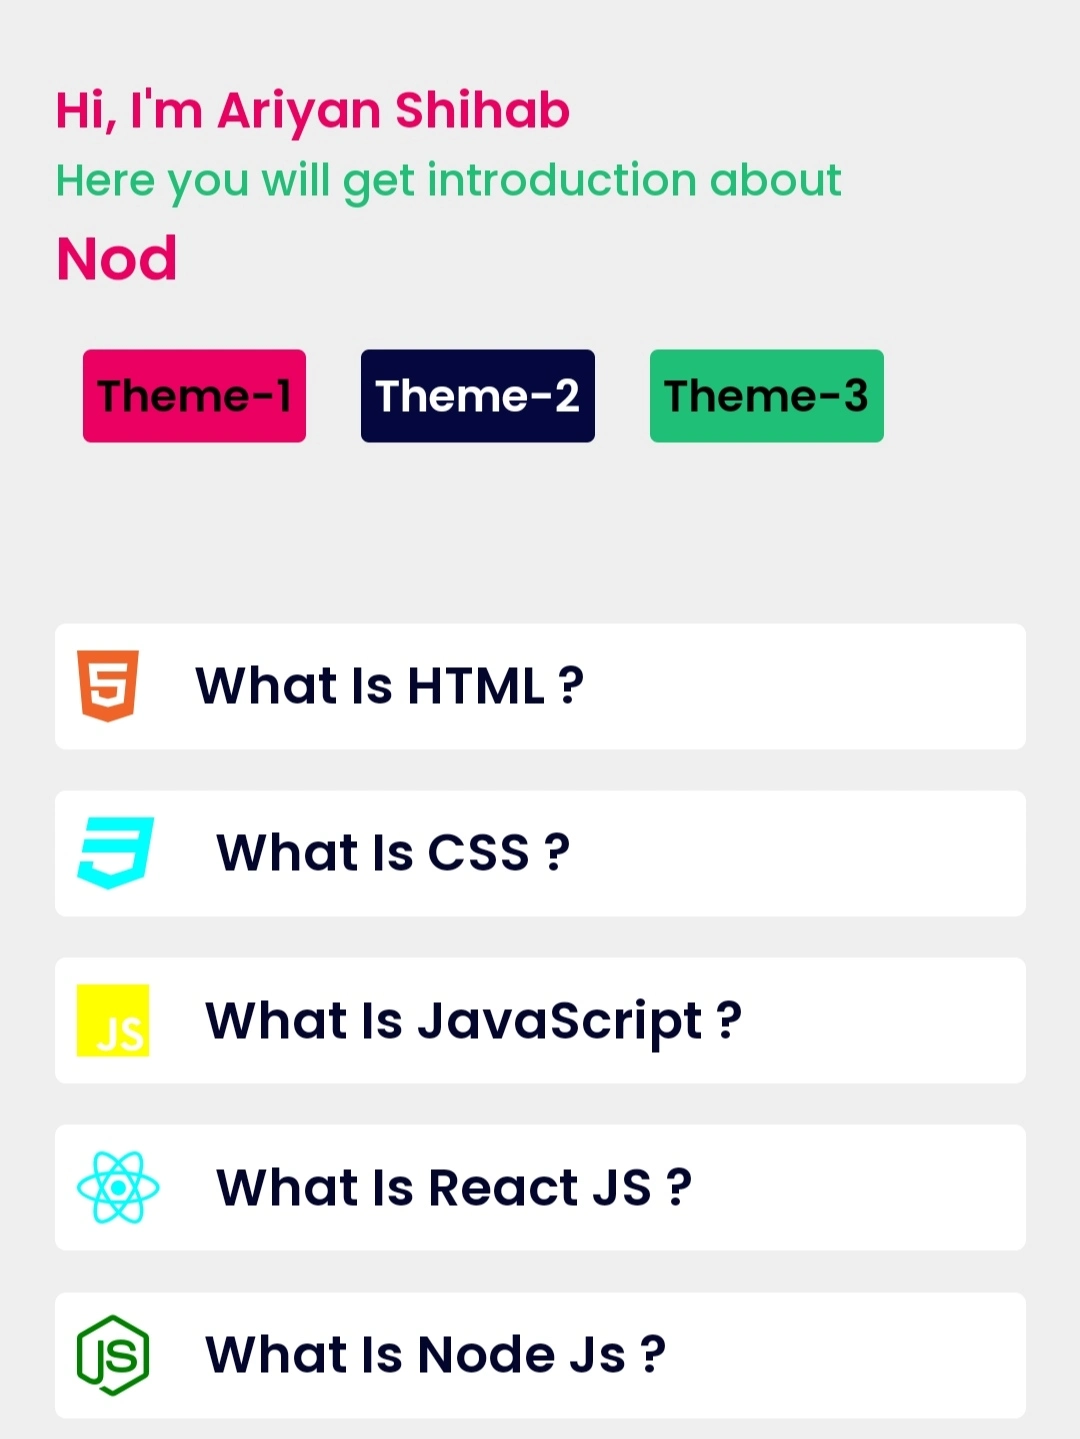 Hi, I'm Ariyan Shihab
Here you will get introduction about
Nod
Theme-1 Theme-2 Theme-3
5 What Is HTML ?
What Is CSS ?
JS What Is JavaScript ?
What Is React JS ?
JS What Is Node Js ?